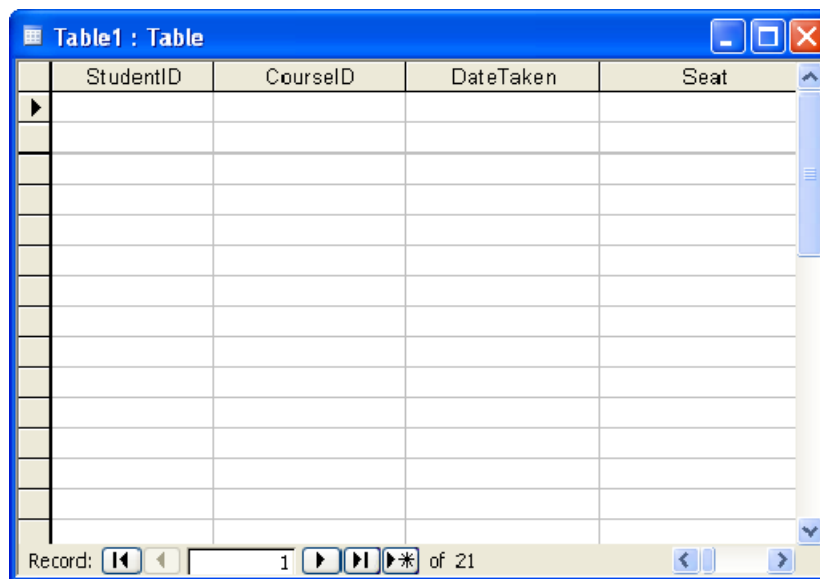 Table1 : Table
StudentID CourseID DateTaken Seat
Record: 1 of 21